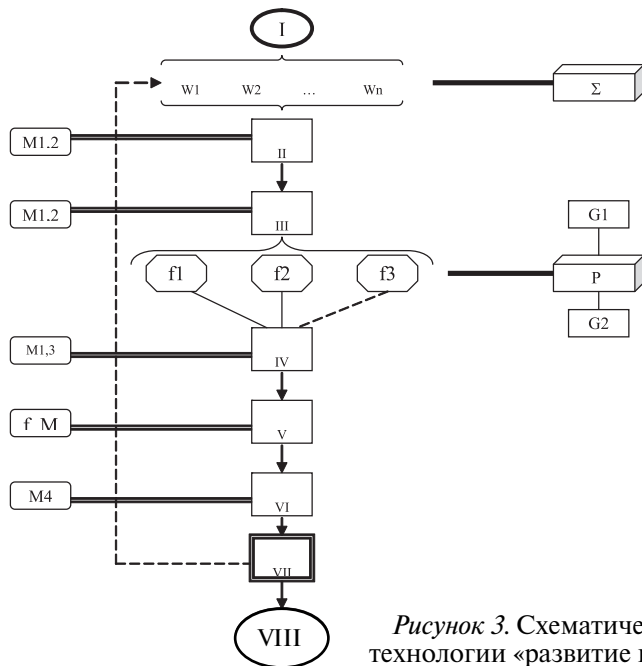 I
W1 W2 … Wn
Σ
M1.2
II
M1.2
III
G1
f1 f2 f3
P
G2
M1,3
IV
f M
V
M4
VI
VII
VIII
Рисунок 3.
технологии «развитие